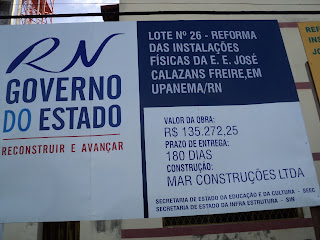 RN
GOVERNO
DO ESTADO
RECONSTRUIR E AVANÇAR
LOTE Nº 26 - REFORMA
DAS INSTALAÇÕES
FÍSICAS DA E. E. JOSÉ
CALAZANS FREIRE,EM
UPANEMA/RN
VALOR DA OBRA:
R$ 135.272,25
PRAZO DE ENTREGA:
180 DIAS
CONSTRUÇÃO:
MAR CONSTRUÇÕES LTDA
SECRETARIA DE ESTADO DA EDUCAÇÃO E DA CULTURA - SEEC
SECRETARIA DE ESTADO DA INFRA ESTRUTURA - SIN